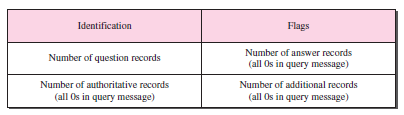 Identification
Flags
Number of question records
Number of answer records
(all 0s in query message)
Number of authoritative records
(all 0s in query message)
Number of additional records
(all 0s in query message)